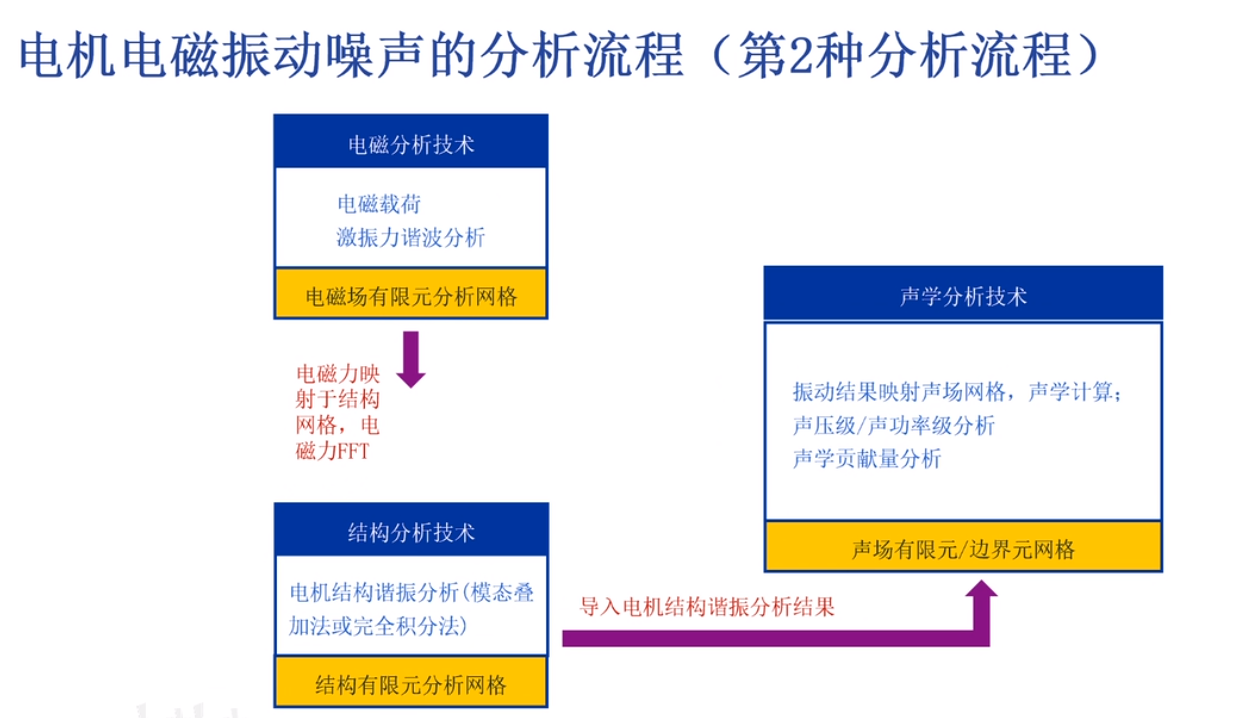 电机电磁振动噪声的分析流程（第2种分析流程）
电磁分析技术
电磁载荷
激振力谐波分析
电磁场有限元分析网格
电磁力映
射于结构
网格，电
磁力FFT
结构分析技术
电机结构谐振分析(模态叠
加法或完全积分法)
结构有限元分析网格
导入电机结构谐振分析结果
声学分析技术
振动结果映射声场网格，声学计算;
声压级/声功率级分析
声学贡献量分析
声场有限元/边界元网格